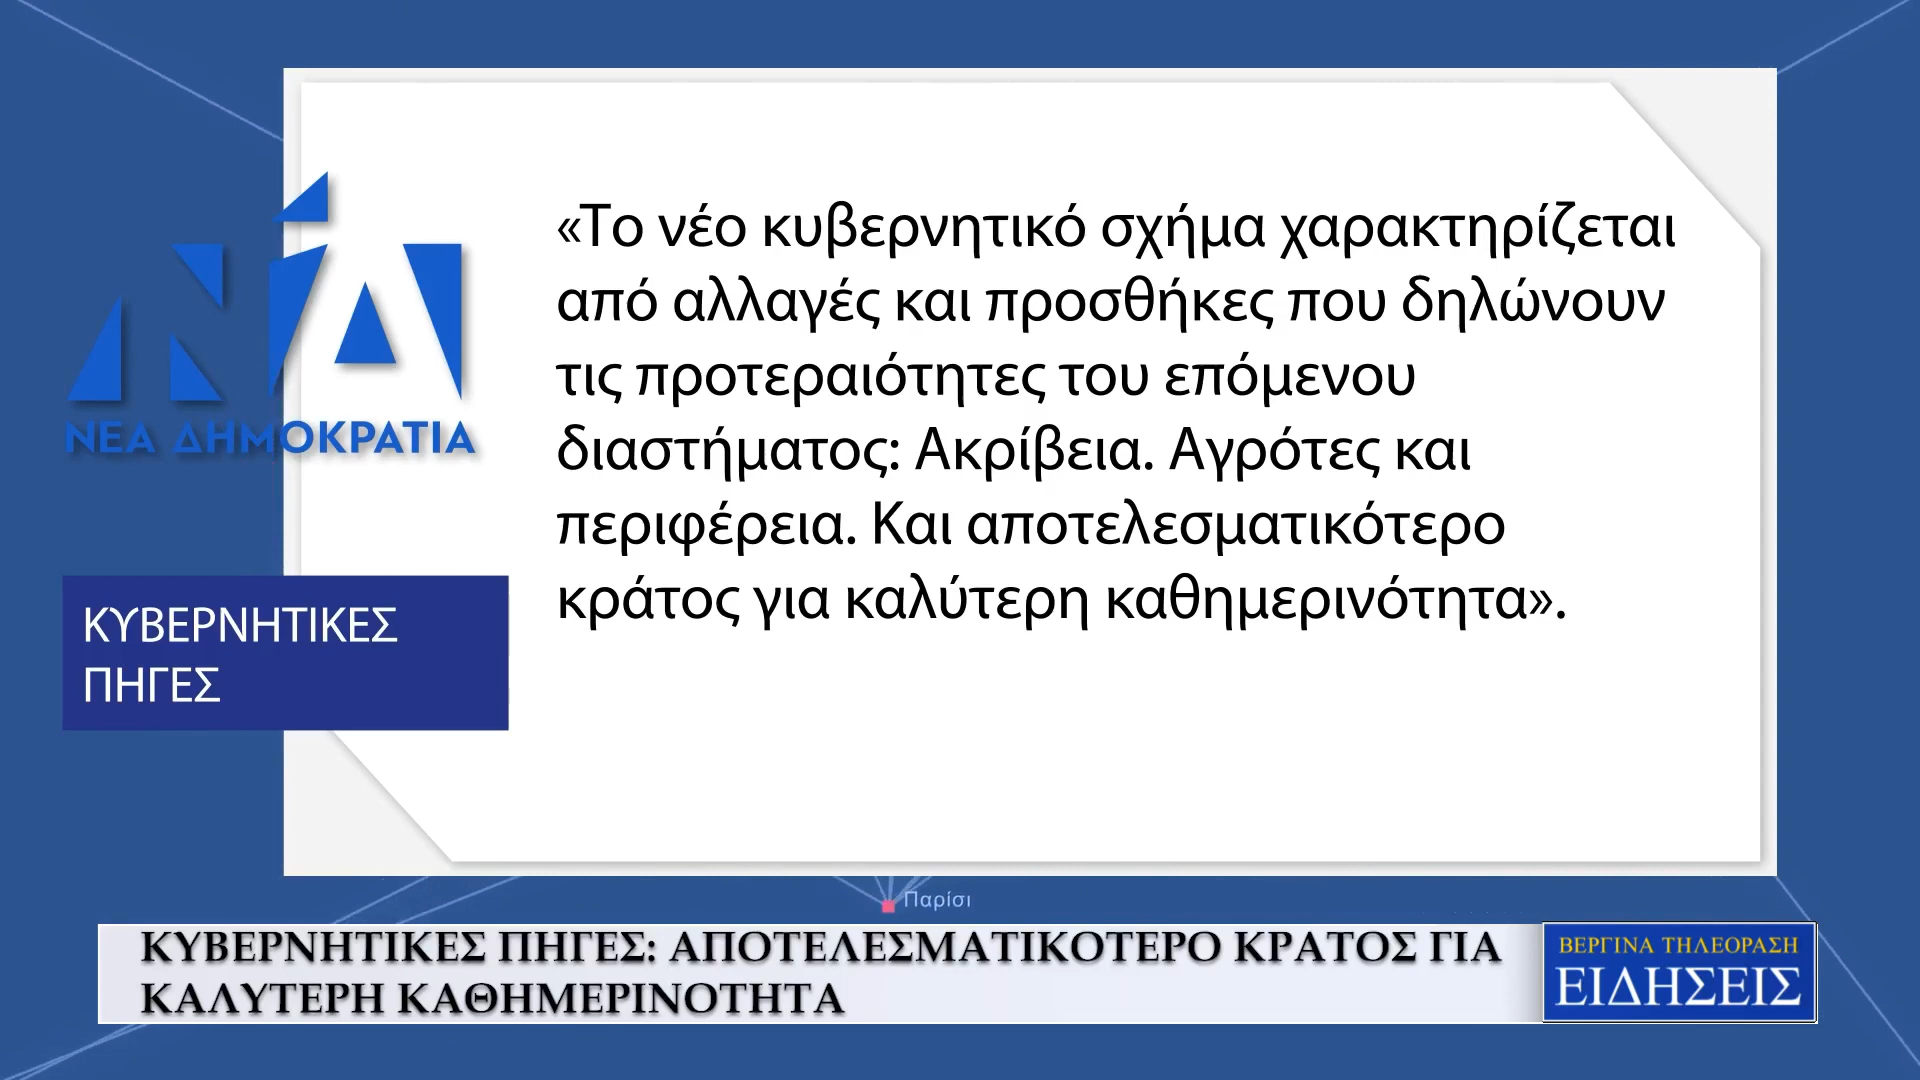 «Το νέο κυβερνητικό σχήμα χαρακτηρίζεται
από αλλαγές και προσθήκες που δηλώνουν
τις προτεραιότητες του επόμενου
διαστήματος: Ακρίβεια. Αγρότες και
περιφέρεια. Και αποτελεσματικότερο
κράτος για καλύτερη καθημερινότητα».
ΝΔ
ΝΕΑ ΔΗΜΟΚΡΑΤΙΑ
ΚΥΒΕΡΝΗΤΙΚΕΣ
ΠΗΓΕΣ
Παρίσι
ΚΥΒΕΡΝΗΤΙΚΕΣ ΠΗΓΕΣ: ΑΠΟΤΕΛΕΣΜΑΤΙΚΟΤΕΡΟ ΚΡΑΤΟΣ ΓΙΑ
ΚΑΛΥΤΕΡΗ ΚΑΘΗΜΕΡΙΝΟΤΗΤΑ
ΒΕΡΓΙΝΑ ΤΗΛΕΟΡΑΣΗ
ΕΙΔΗΣΕΙΣ